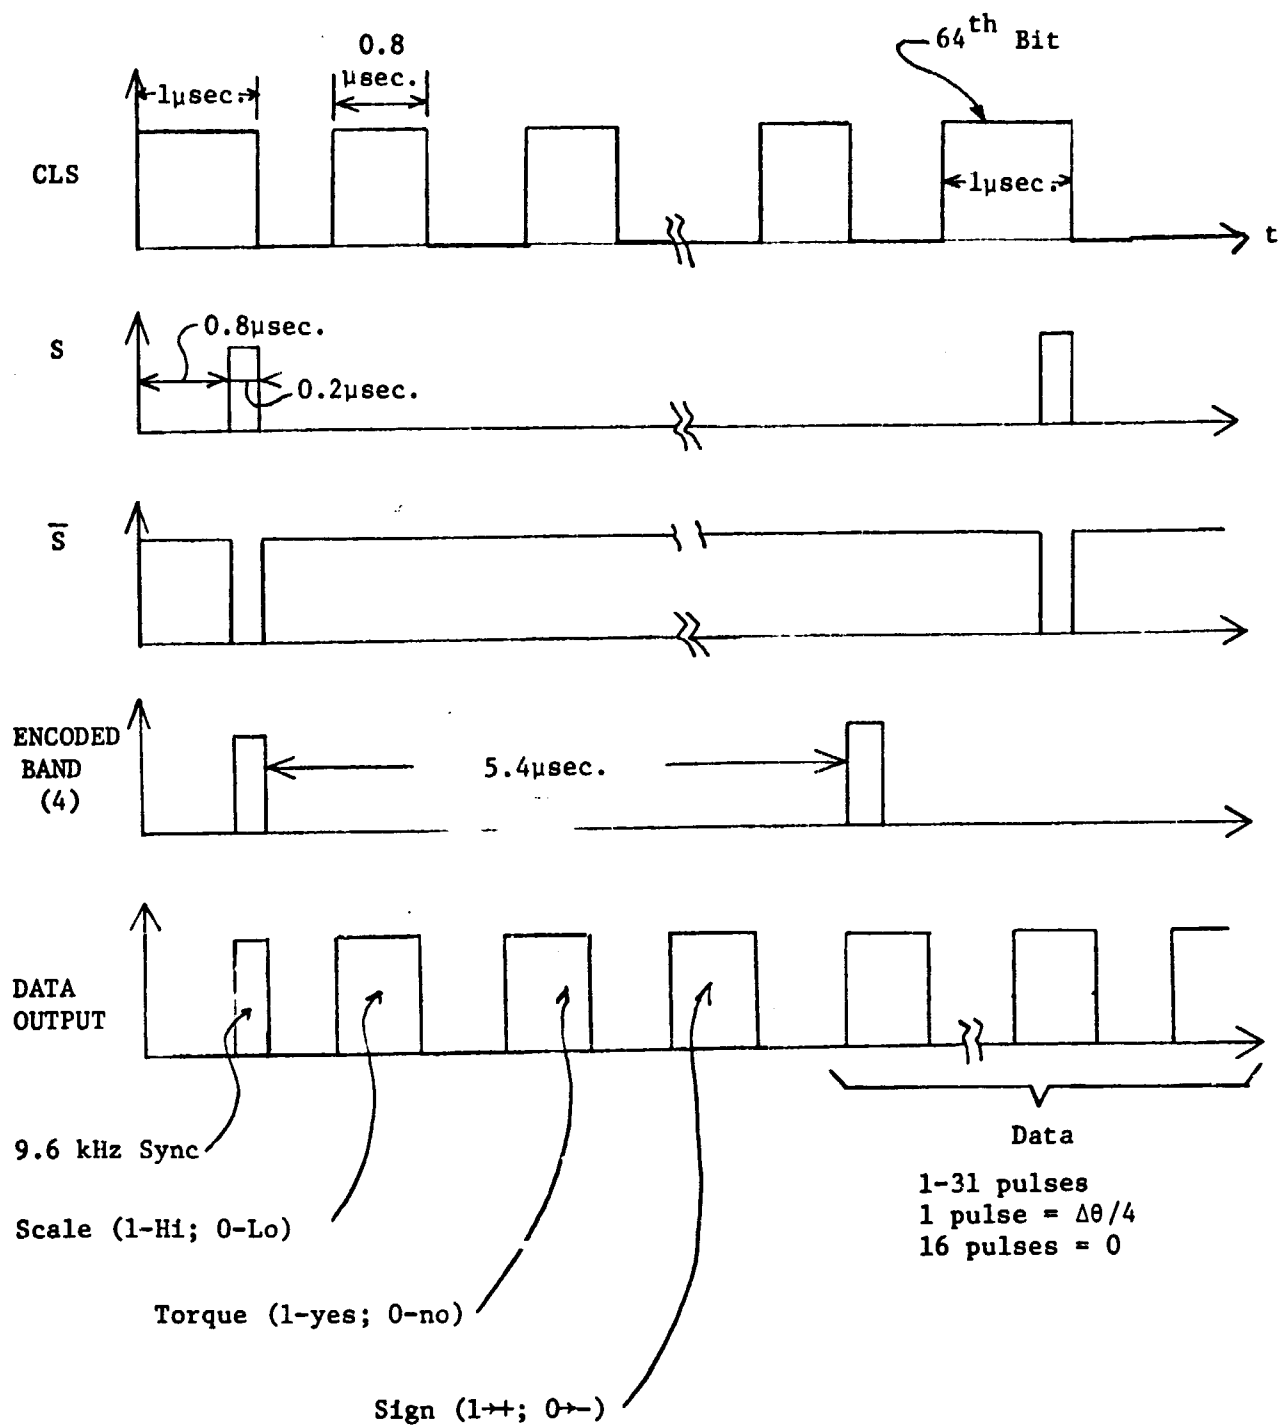 64th Bit
0.8
μsec.
1μsec.
CLS
1μsec.
t
S
0.8μsec.
0.2μsec.
S̅
ENCODED
BAND
(4)
5.4μsec.
DATA
OUTPUT
9.6 kHz Sync
Scale (1-Hi; 0-Lo)
Torque (1-yes; 0-no)
Sign (1→+; 0→-)
Data
1-31 pulses
1 pulse = Δθ/4
16 pulses = 0